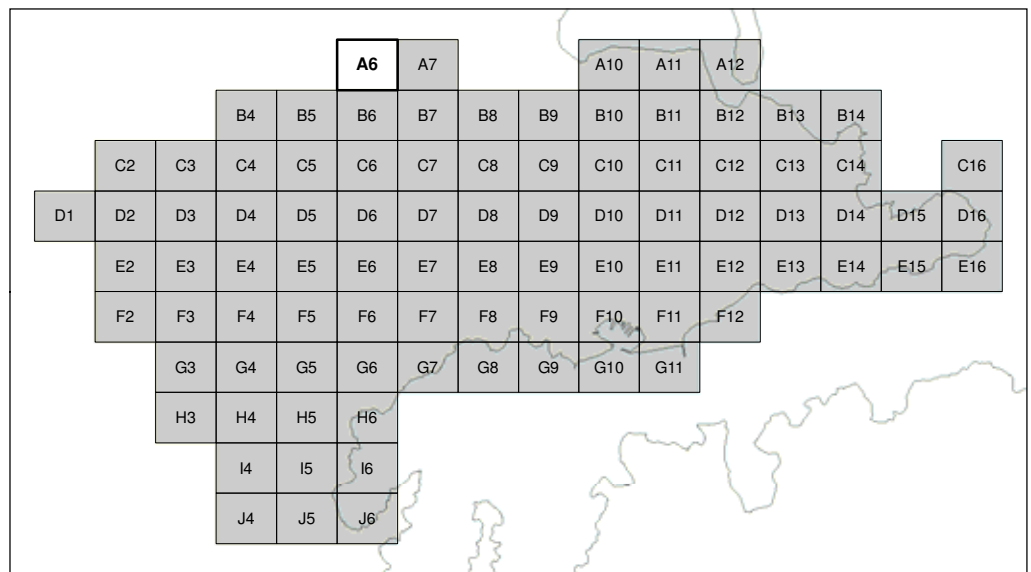 A6 A7 A10 A11 A12
B4 B5 B6 B7 B8 B9 B10 B11 B12 B13 B14
C2 C3 C4 C5 C6 C7 C8 C9 C10 C11 C12 C13 C14 C16
D1 D2 D3 D4 D5 D6 D7 D8 D9 D10 D11 D12 D13 D14 D15 D16
E2 E3 E4 E5 E6 E7 E8 E9 E10 E11 E12 E13 E14 E15 E16
F2 F3 F4 F5 F6 F7 F8 F9 F10 F11 F12
G3 G4 G5 G6 G7 G8 G9 G10 G11
H3 H4 H5 H6
I4 I5 I6
J4 J5 J6